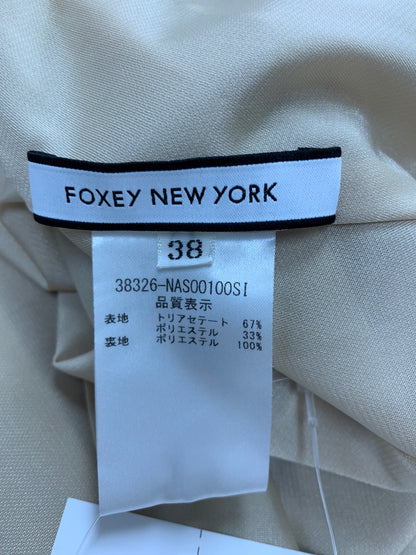 FOXEY NEW YORK
38
38326-NAS00100SI
品質表示
表地 トリアセテート 67%
ポリエステル 33%
裏地 ポリエステル 100%